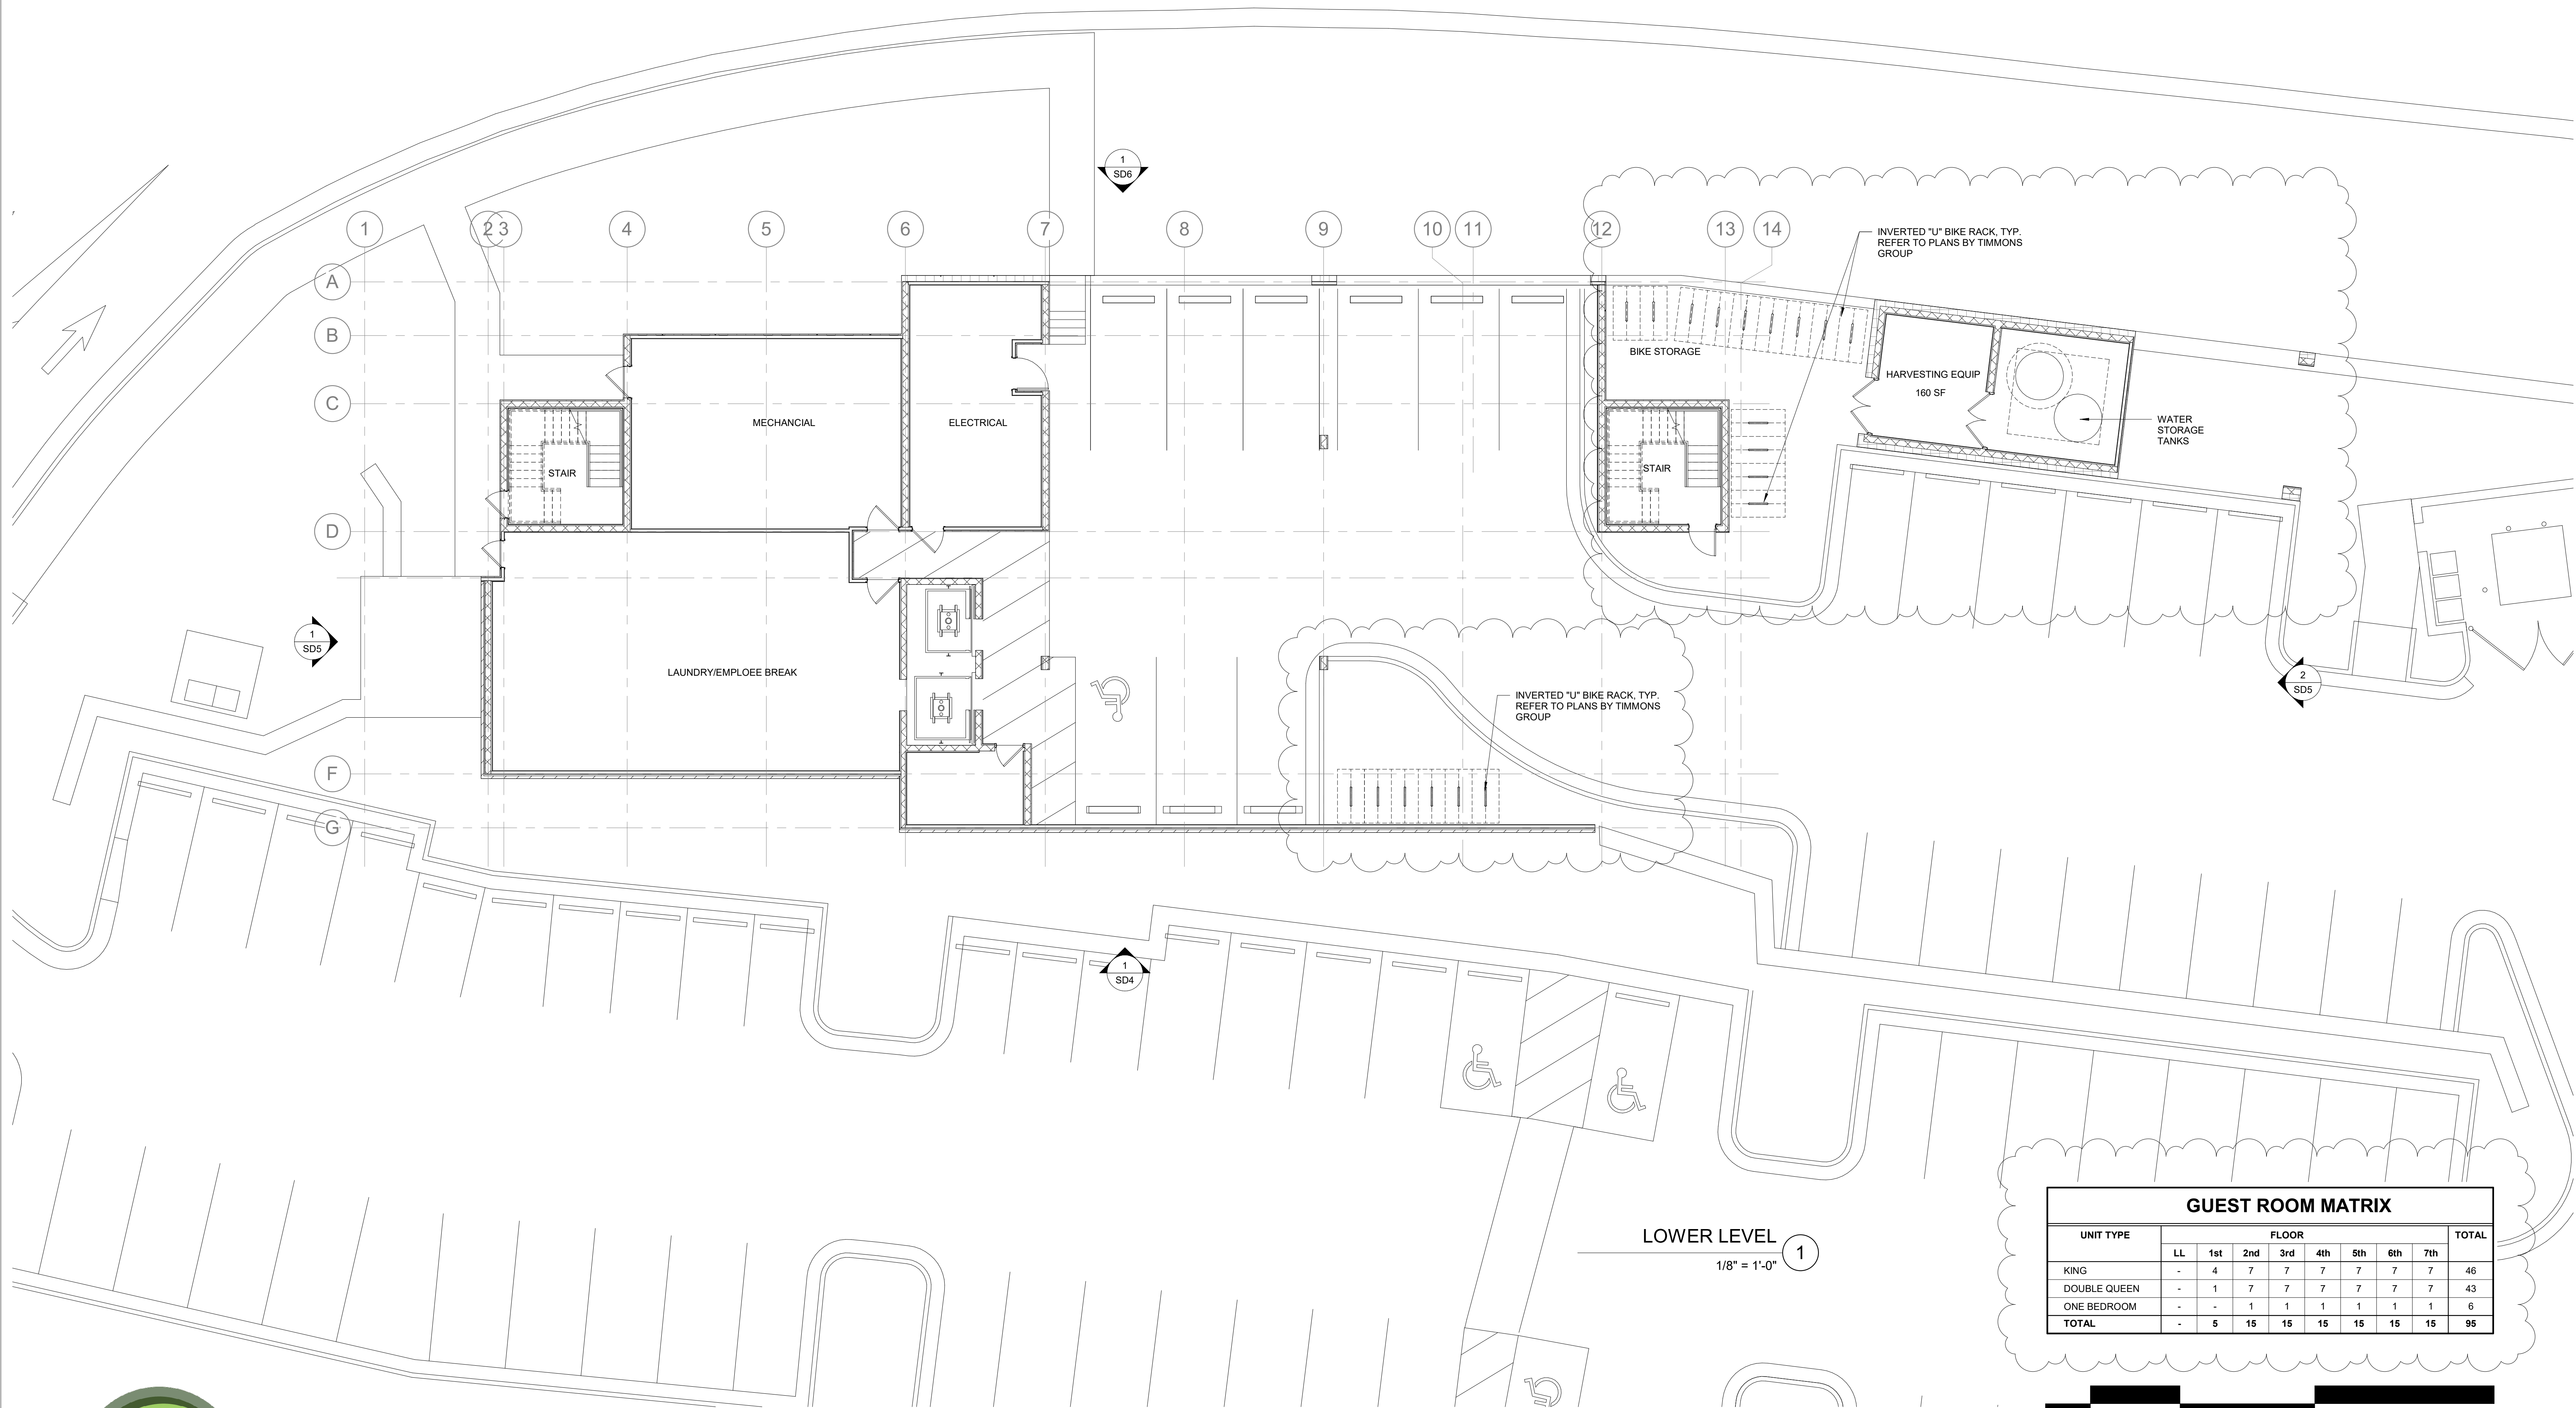 1
SD6
1
2
3
4
5
6
7
8
9
10
11
12
13
14
INVERTED "U" BIKE RACK, TYP.
REFER TO PLANS BY TIMMONS
GROUP
A
B
C
D
F
G
BIKE STORAGE
HARVESTING EQUIP
160 SF
WATER
STORAGE
TANKS
MECHANCIAL
ELECTRICAL
STAIR
STAIR
1
SD5
LAUNDRY/EMPLOEE BREAK
INVERTED "U" BIKE RACK, TYP.
REFER TO PLANS BY TIMMONS
GROUP
2
SD5
1
SD4
LOWER LEVEL
1
1/8" = 1'-0"
GUEST ROOM MATRIX
UNIT TYPE FLOOR TOTAL
LL 1st 2nd 3rd 4th 5th 6th 7th
KING - 4 7 7 7 7 7 7 46
DOUBLE QUEEN - 1 7 7 7 7 7 7 43
ONE BEDROOM - - 1 1 1 1 1 1 6
TOTAL - 5 15 15 15 15 15 15 95